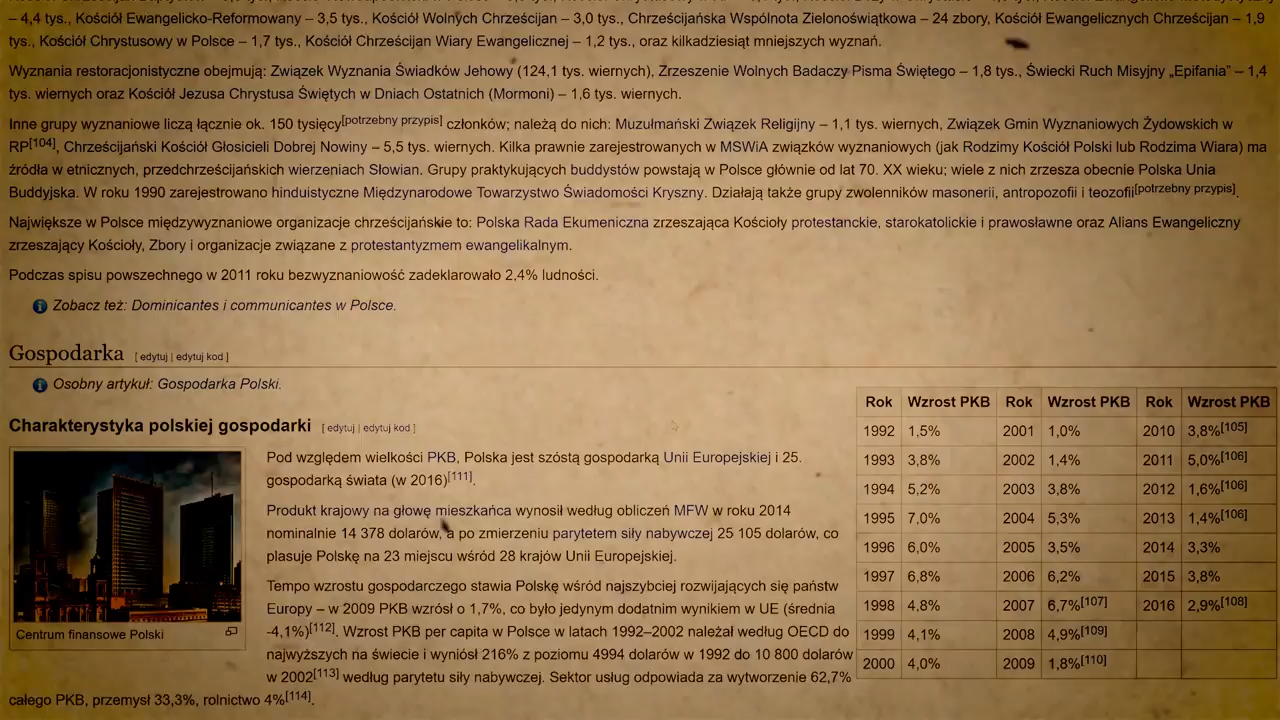 – 4,4 tys., Kościół Ewangelicko-Reformowany – 3,5 tys., Kościół Wolnych Chrześcijan – 3,0 tys., Chrześcijańska Wspólnota Zielonoświątkowa – 24 zbory, Kościół Ewangelicznych Chrześcijan – 1,9
tys., Kościół Chrystusowy w Polsce – 1,7 tys., Kościół Chrześcijan Wiary Ewangelicznej – 1,2 tys., oraz kilkadziesiąt mniejszych wyznań.
Wyznania restoracjonistyczne obejmują: Związek Wyznania Świadków Jehowy (124,1 tys. wiernych), Zrzeszenie Wolnych Badaczy Pisma Świętego – 1,8 tys., Świecki Ruch Misyjny „Epifania” – 1,4
tys. wiernych oraz Kościół Jezusa Chrystusa Świętych w Dniach Ostatnich (Mormoni) – 1,6 tys. wiernych.
Inne grupy wyznaniowe liczą łącznie ok. 150 tysięcy[potrzebny przypis] członków; należą do nich: Muzułmański Związek Religijny – 1,1 tys. wiernych, Związek Gmin Wyznaniowych Żydowskich w
RP[104], Chrześcijański Kościół Głosicieli Dobrej Nowiny – 5,5 tys. wiernych. Kilka prawnie zarejestrowanych w MSWiA związków wyznaniowych (jak Rodzimy Kościół Polski lub Rodzima Wiara) ma
źródła w etnicznych, przedchrześcijańskich wierzeniach Słowian. Grupy praktykujących buddystów powstają w Polsce głównie od lat 70. XX wieku; wiele z nich zrzesza obecnie Polska Unia
Buddyjska. W roku 1990 zarejestrowano hinduistyczne Międzynarodowe Towarzystwo Świadomości Kryszny. Działają także grupy zwolenników masonerii, antropozofii i teozofii[potrzebny przypis].
Największe w Polsce międzywyznaniowe organizacje chrześcijańskie to: Polska Rada Ekumeniczna zrzeszająca Kościoły protestanckie, starokatolickie i prawosławne oraz Alians Ewangeliczny
zrzeszający Kościoły, Zbory i organizacje związane z protestantyzmem ewangelikalnym.
Podczas spisu powszechnego w 2011 roku bezwyznaniowość zadeklarowało 2,4% ludności.
Zobacz też: Dominicantes i communicantes w Polsce.
Gospodarka [ edytuj | edytuj kod ]
Osobny artykuł: Gospodarka Polski.
Charakterystyka polskiej gospodarki [ edytuj | edytuj kod ]
Centrum finansowe Polski
Pod względem wielkości PKB, Polska jest szóstą gospodarką Unii Europejskiej i 25.
gospodarką świata (w 2016)[111].
Produkt krajowy na głowę mieszkańca wynosił według obliczeń MFW w roku 2014
nominalnie 14 378 dolarów, a po zmierzeniu parytetem siły nabywczej 25 105 dolarów, co
plasuje Polskę na 23 miejscu wśród 28 krajów Unii Europejskiej.
Tempo wzrostu gospodarczego stawia Polskę wśród najszybciej rozwijających się państw
Europy – w 2009 PKB wzrósł o 1,7%, co było jedynym dodatnim wynikiem w UE (średnia
-4,1%)[112]. Wzrost PKB per capita w Polsce w latach 1992–2002 należał według OECD do
najwyższych na świecie i wyniósł 216% z poziomu 4994 dolarów w 1992 do 10 800 dolarów
w 2002[113] według parytetu siły nabywczej. Sektor usług odpowiada za wytworzenie 62,7%
całego PKB, przemysł 33,3%, rolnictwo 4%[114].
Rok Wzrost PKB Rok Wzrost PKB Rok Wzrost PKB
1992 1,5% 2001 1,0% 2010 3,8%[105]
1993 3,8% 2002 1,4% 2011 5,0%[106]
1994 5,2% 2003 3,8% 2012 1,6%[106]
1995 7,0% 2004 5,3% 2013 1,4%[106]
1996 6,0% 2005 3,5% 2014 3,3%
1997 6,8% 2006 6,2% 2015 3,8%
1998 4,8% 2007 6,7%[107] 2016 2,9%[108]
1999 4,1% 2008 4,9%[109]
2000 4,0% 2009 1,8%[110]